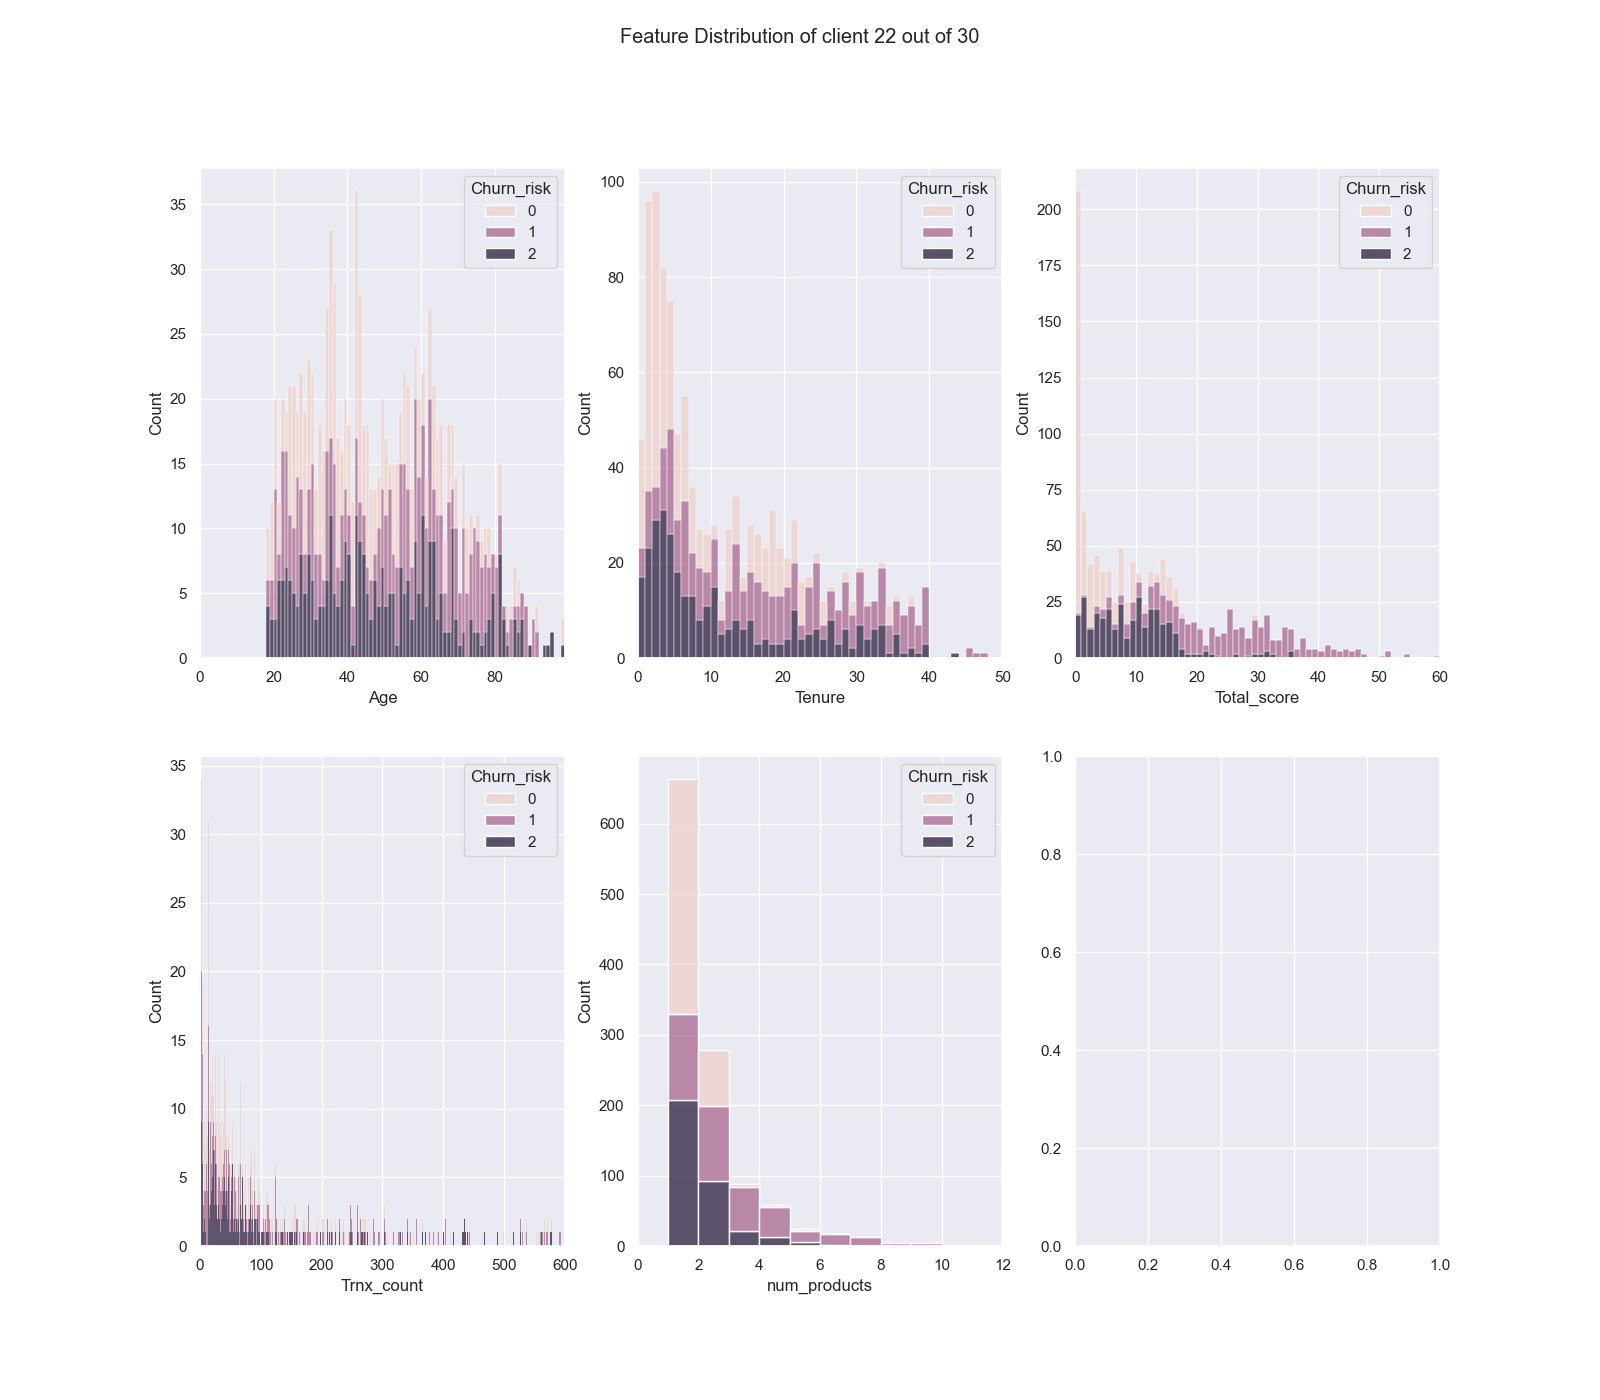 Feature Distribution of client 22 out of 30
Count
35
30
25
20
15
10
5
0
0 20 40 60 80
Age
Churn_risk
0
1
2
Count
100
80
60
40
20
0
0 10 20 30 40 50
Tenure
Churn_risk
0
1
2
Count
200
175
150
125
100
75
50
25
0
0 10 20 30 40 50 60
Total_score
Churn_risk
0
1
2
Count
35
30
25
20
15
10
5
0
0 100 200 300 400 500 600
Trnx_count
Churn_risk
0
1
2
Count
600
500
400
300
200
100
0
0 2 4 6 8 10 12
num_products
Churn_risk
0
1
2
1.0
0.8
0.6
0.4
0.2
0.0
0.0 0.2 0.4 0.6 0.8 1.0